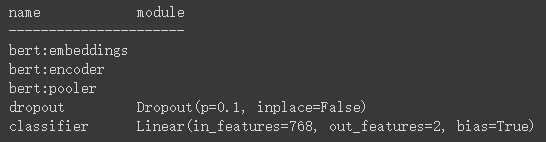 name module
----------------------
bert:embeddings
bert:encoder
bert:pooler
dropout Dropout(p=0.1, inplace=False)
classifier Linear(in_features=768, out_features=2, bias=True)